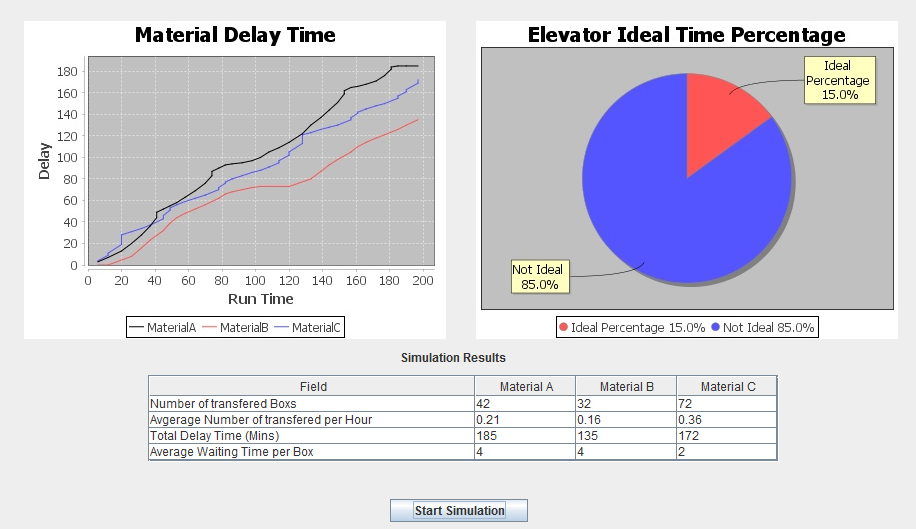 Material Delay Time
180
160
140
120
100
80
60
40
20
0
Delay
0 20 40 60 80 100 120 140 160 180 200
Run Time
MaterialA MaterialB MaterialC
Elevator Ideal Time Percentage
Ideal
Percentage
15.0%
Not Ideal
85.0%
Ideal Percentage 15.0% Not Ideal 85.0%
Simulation Results
Field Material A Material B Material C
Number of transfered Boxs 42 32 72
Avgerage Number of transfered per Hour 0.21 0.16 0.36
Total Delay Time (Mins) 185 135 172
Average Waiting Time per Box 4 4 2
Start Simulation